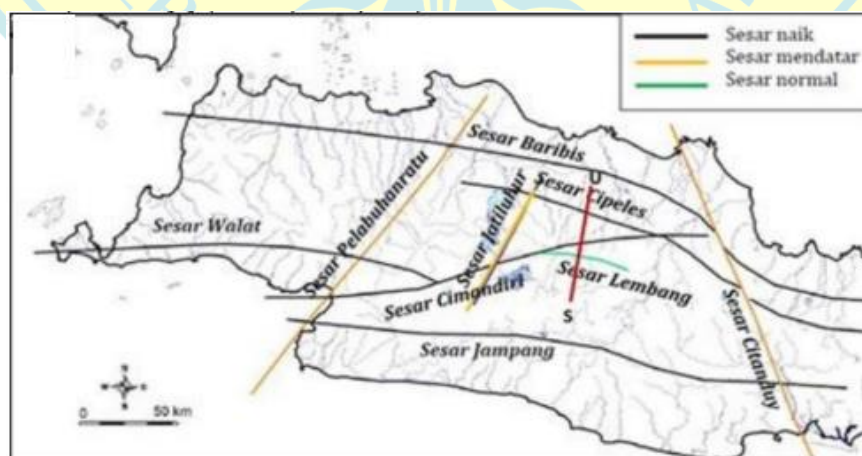 Sesar naik
Sesar mendatar
Sesar normal
Sesar Baribis
U
Sesar Cipeles
Sesar Pelabuhanratu
Sesar Jatiluhur
Sesar Walat
Sesar Lembang
Sesar Cimandiri
S
Sesar Citanduy
Sesar Jampang
0 50 km